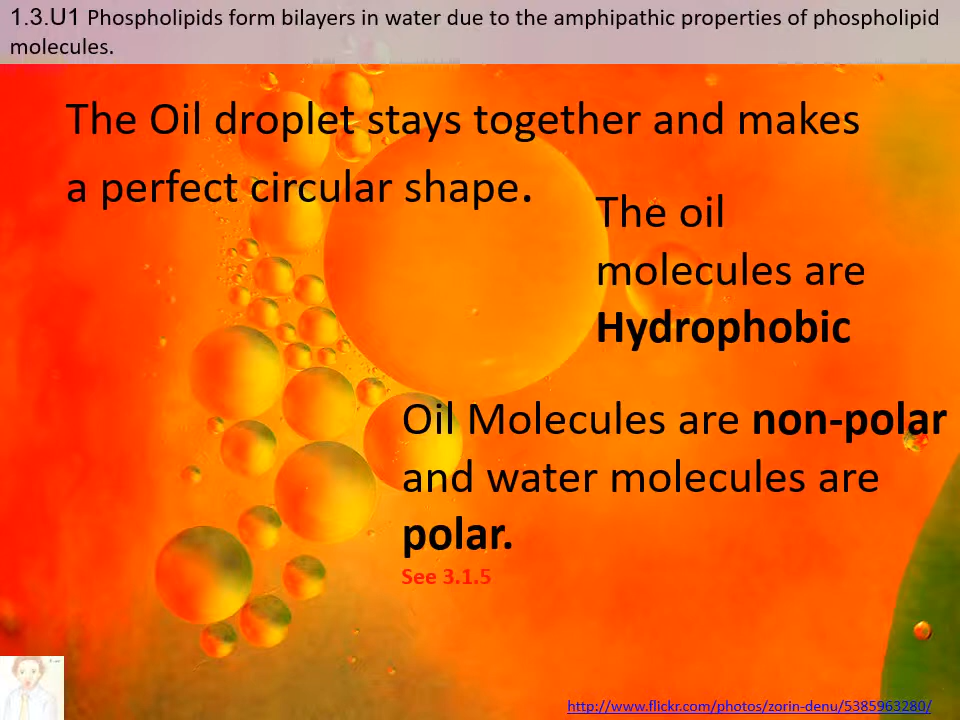 1.3.U1 Phospholipids form bilayers in water due to the amphipathic properties of phospholipid
molecules.
The Oil droplet stays together and makes
a perfect circular shape.
The oil
molecules are
Hydrophobic
Oil Molecules are non-polar
and water molecules are
polar.
See 3.1.5
http://www.flickr.com/photos/zorin-denu/5385963280/